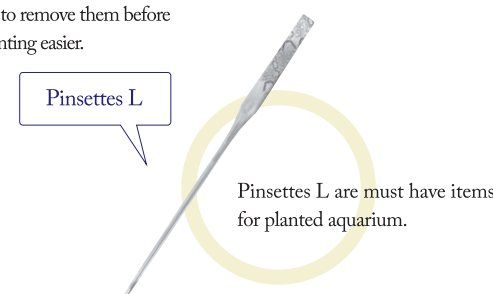 to remove them before
nting easier.
Pinsettes L
Pinsettes L are must have items
for planted aquarium.